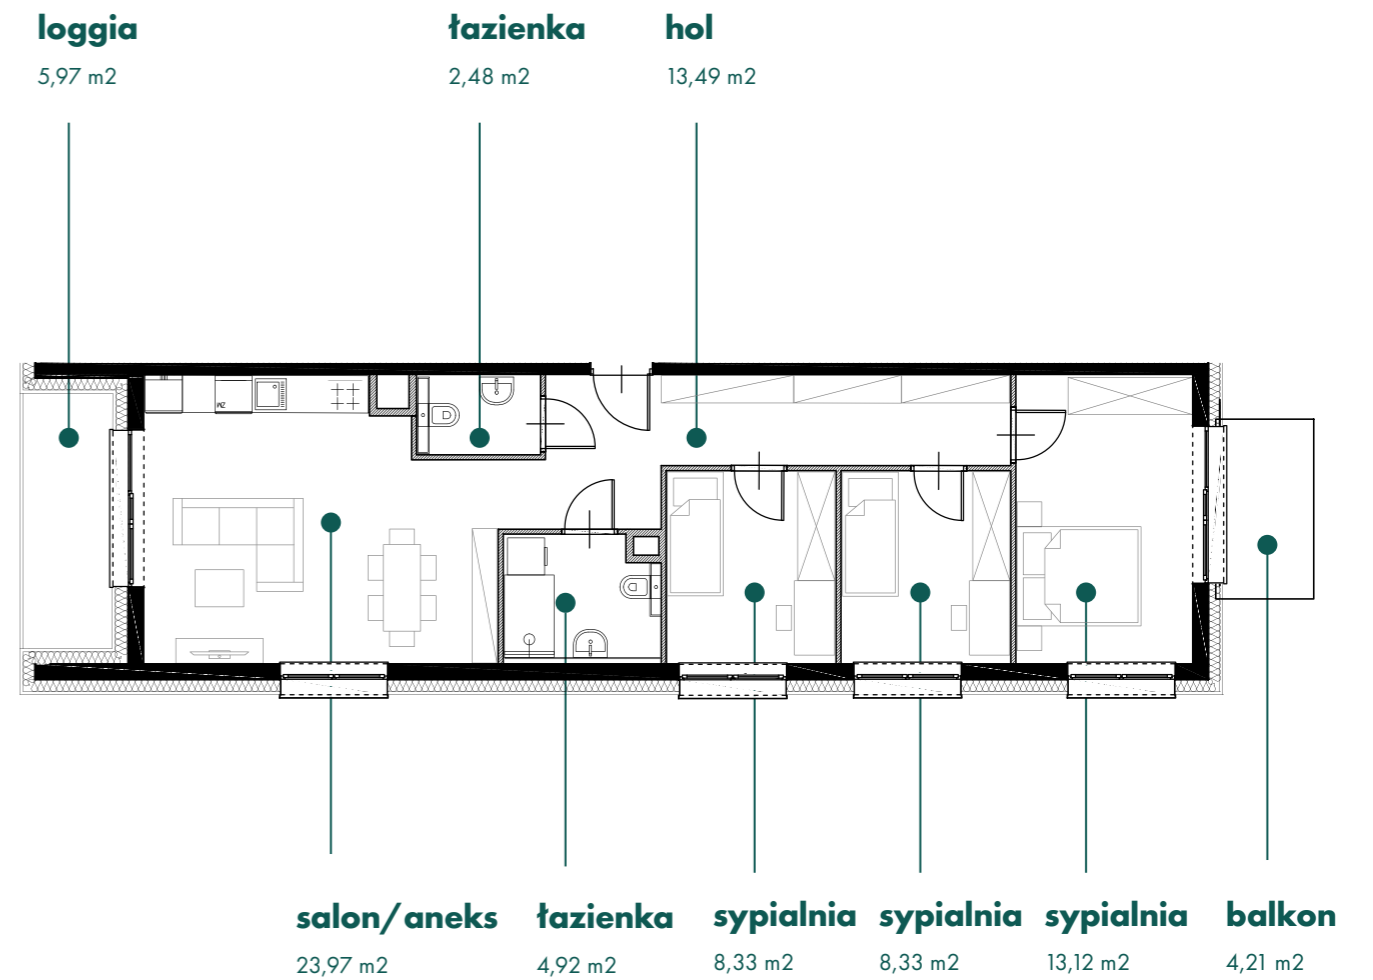 loggia
5,97 m2
łazienka
2,48 m2
hol
13,49 m2
ZM
salon/aneks
23,97 m2
łazienka
4,92 m2
sypialnia
8,33 m2
sypialnia
8,33 m2
sypialnia
13,12 m2
balkon
4,21 m2